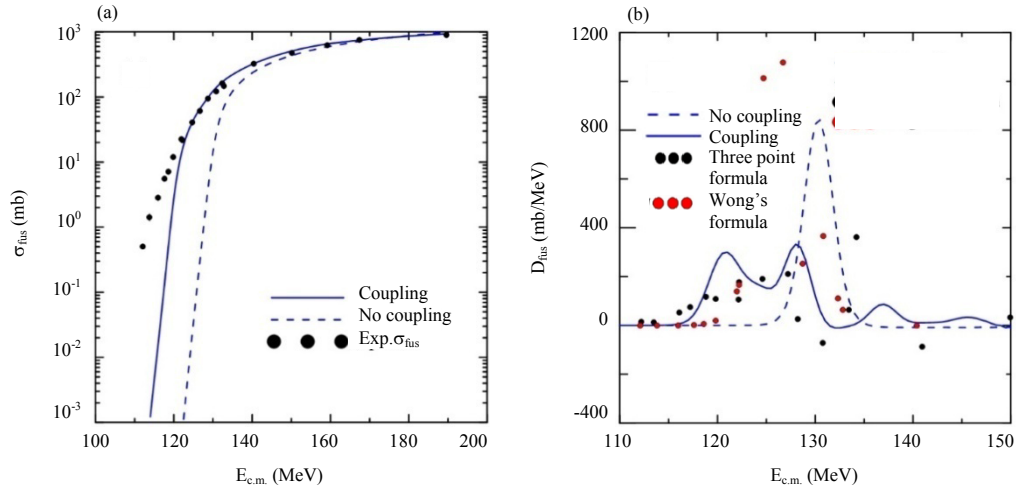 (a)
10³
10²
10¹
10⁰
10⁻¹
10⁻²
10⁻³
σfus (mb)
Coupling
No coupling
Exp.σfus
100 120 140 160 180 200
Ec.m. (MeV)
(b)
1200
800
400
0
-400
Dfus (mb/MeV)
No coupling
Coupling
Three point
formula
Wong's
formula
110 120 130 140 150
Ec.m. (MeV)